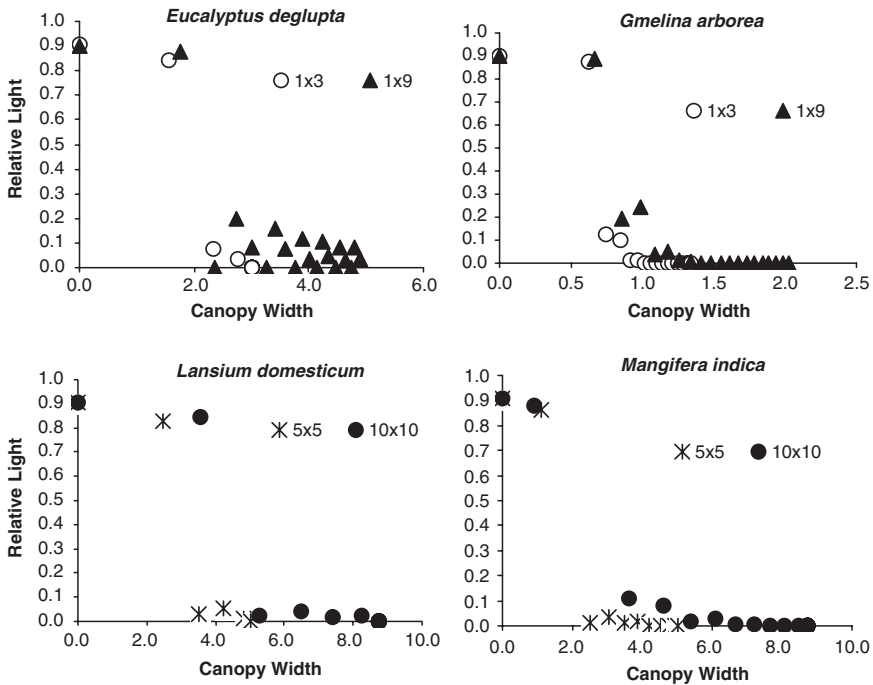 Eucalyptus deglupta
1.0
0.9
0.8
0.7
0.6
0.5
0.4
0.3
0.2
0.1
0.0
Relative Light
1x3 1x9
0.0 2.0 4.0 6.0
Canopy Width
Gmelina arborea
1.0
0.9
0.8
0.7
0.6
0.5
0.4
0.3
0.2
0.1
0.0
1x3 1x9
0.0 0.5 1.0 1.5 2.0 2.5
Canopy Width
Lansium domesticum
1.0
0.9
0.8
0.7
0.6
0.5
0.4
0.3
0.2
0.1
0.0
Relative Light
5x5 10x10
0.0 2.0 4.0 6.0 8.0 10.0
Canopy Width
Mangifera indica
1.0
0.9
0.8
0.7
0.6
0.5
0.4
0.3
0.2
0.1
0.0
5x5 10x10
0.0 2.0 4.0 6.0 8.0 10.0
Canopy Width